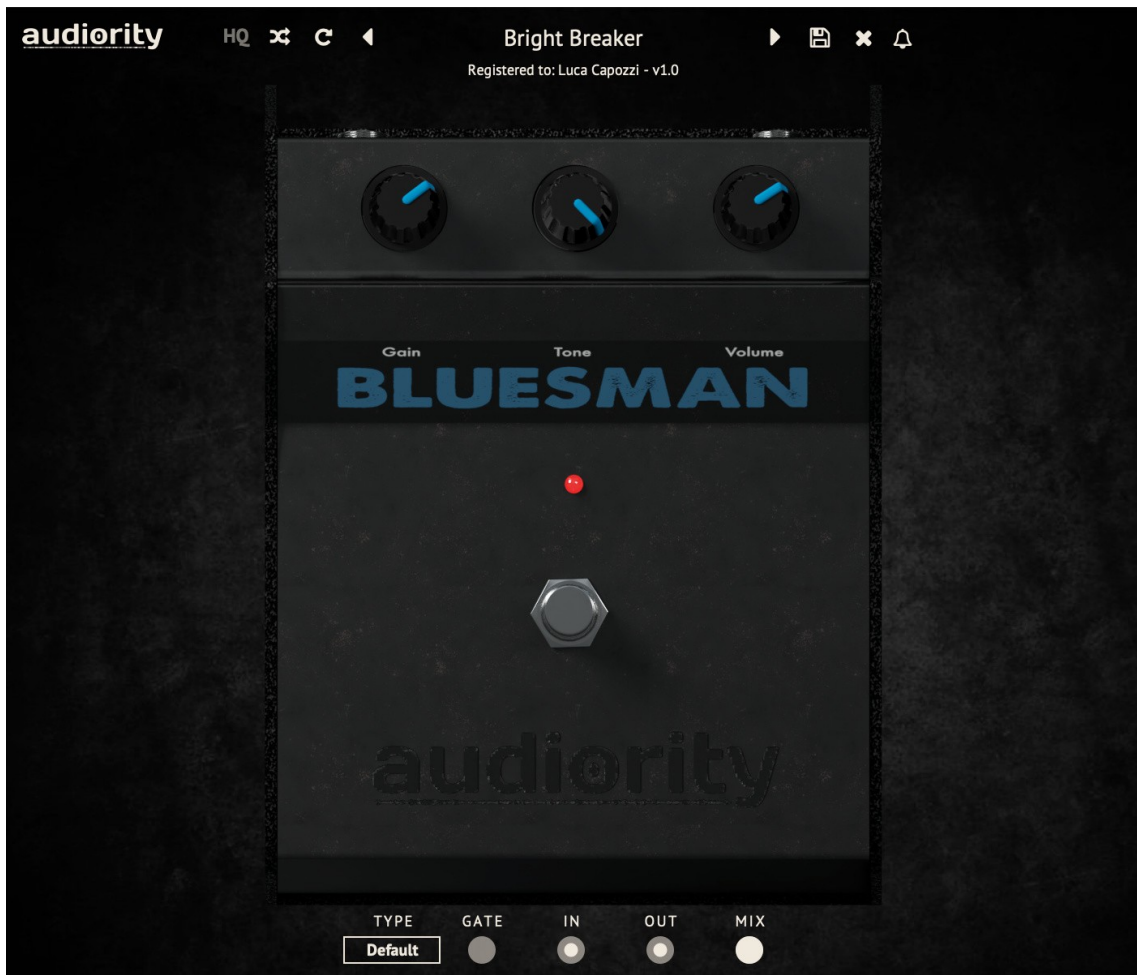 audiority HQ Bright Breaker
Registered to: Luca Capozzi - v1.0
Gain Tone Volume
BLUESMAN
audiority
TYPE GATE IN OUT MIX
Default